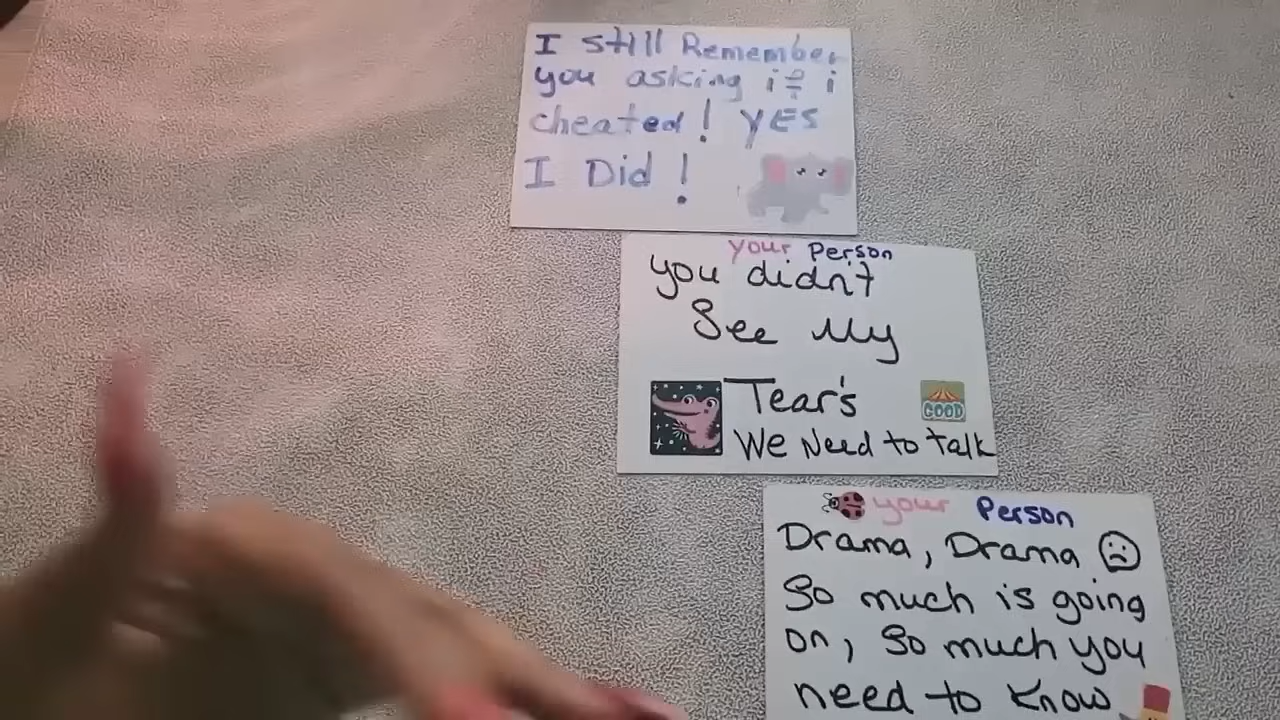 I still Remember
you asking if i
cheated! YES
I Did!
your Person
you didn't
See My
Tear's
GOOD
We Need to talk
your Person
Drama, Drama
So much is going
on, So much you
need to Know